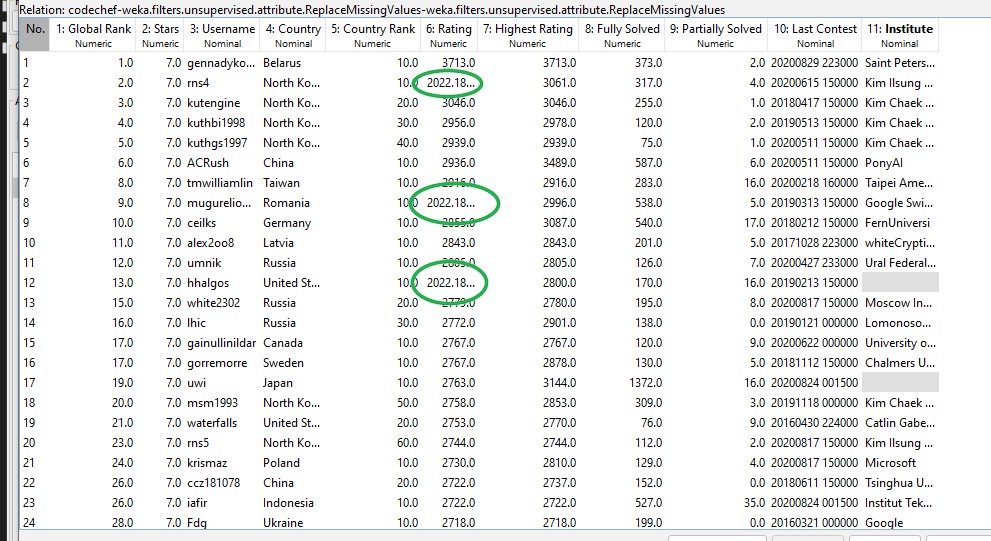 Relation: codechef-weka.filters.unsupervised.attribute.ReplaceMissingValues-weka.filters.unsupervised.attribute.ReplaceMissingValues
No. 1: Global Rank 2: Stars 3: Username 4: Country 5: Country Rank 6: Rating 7: Highest Rating 8: Fully Solved 9: Partially Solved 10: Last Contest 11: Institute
Numeric Numeric Nominal Nominal Numeric Numeric Numeric Numeric Numeric Nominal Nominal
1 1.0 7.0 gennadyko... Belarus 10.0 3713.0 3713.0 373.0 2.0 20200829 223000 Saint Peters...
2 2.0 7.0 rns4 North Ko... 10.0 2022.18... 3061.0 317.0 4.0 20200615 150000 Kim Ilsung ...
3 3.0 7.0 kutengine North Ko... 20.0 3046.0 3046.0 255.0 1.0 20180417 150000 Kim Chaek ...
4 4.0 7.0 kuthbi1998 North Ko... 30.0 2956.0 2978.0 120.0 2.0 20190513 150000 Kim Chaek ...
5 5.0 7.0 kuthgs1997 North Ko... 40.0 2939.0 2939.0 75.0 1.0 20200511 150000 Kim Chaek ...
6 6.0 7.0 ACRush China 10.0 2936.0 3489.0 587.0 6.0 20200511 150000 PonyAI
7 8.0 7.0 tmwilliamlin Taiwan 10.0 2916.0 2916.0 283.0 16.0 20200218 160000 Taipei Ame...
8 9.0 7.0 mugurelio... Romania 10.0 2022.18... 2996.0 538.0 5.0 20190313 150000 Google Swi...
9 10.0 7.0 ceilks Germany 10.0 2855.0 3087.0 540.0 17.0 20180212 150000 FernUniversi
10 11.0 7.0 alex2oo8 Latvia 10.0 2843.0 2843.0 201.0 5.0 20171028 223000 whiteCrypti...
11 12.0 7.0 umnik Russia 10.0 2805.0 2805.0 126.0 7.0 20200427 233000 Ural Federal...
12 13.0 7.0 hhalgos United St... 10.0 2022.18... 2800.0 170.0 16.0 20190213 150000
13 15.0 7.0 white2302 Russia 20.0 2779.0 2780.0 195.0 8.0 20200817 150000 Moscow In...
14 16.0 7.0 lhic Russia 30.0 2772.0 2901.0 138.0 0.0 20190121 000000 Lomonoso...
15 17.0 7.0 gainullinildar Canada 10.0 2767.0 2767.0 120.0 9.0 20200622 000000 University o...
16 17.0 7.0 gorremorre Sweden 10.0 2767.0 2878.0 130.0 5.0 20181112 150000 Chalmers U...
17 19.0 7.0 uwi Japan 10.0 2763.0 3144.0 1372.0 16.0 20200824 001500
18 20.0 7.0 msm1993 North Ko... 50.0 2758.0 2853.0 309.0 3.0 20191118 000000 Kim Chaek ...
19 21.0 7.0 waterfalls United St... 20.0 2753.0 2770.0 76.0 9.0 20160430 224000 Catlin Gabe...
20 23.0 7.0 rns5 North Ko... 60.0 2744.0 2744.0 112.0 2.0 20200817 150000 Kim Ilsung ...
21 24.0 7.0 krismaz Poland 10.0 2730.0 2810.0 129.0 4.0 20200817 150000 Microsoft
22 26.0 7.0 ccz181078 China 20.0 2722.0 2737.0 152.0 0.0 20180611 150000 Tsinghua U...
23 26.0 7.0 iafir Indonesia 10.0 2722.0 2722.0 527.0 35.0 20200824 001500 Institut Tek...
24 28.0 7.0 Fdg Ukraine 10.0 2718.0 2718.0 199.0 0.0 20160321 000000 Google